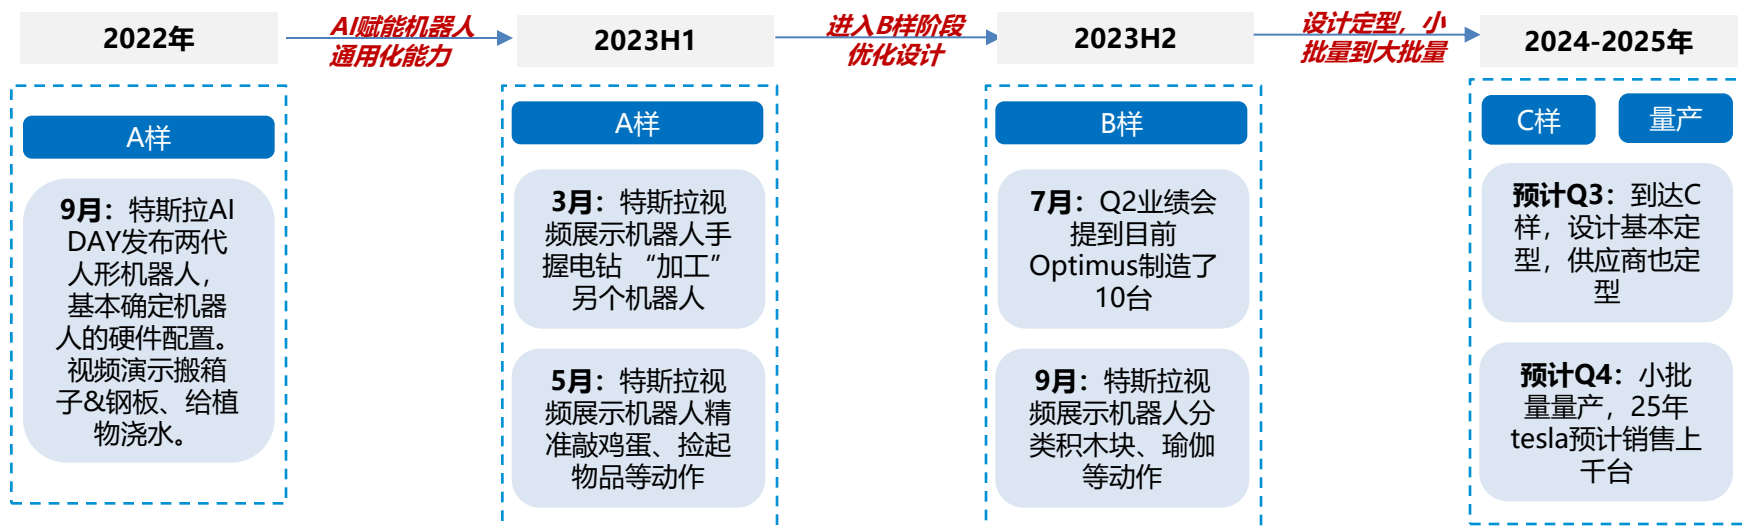 2022年
AI赋能机器人
通用化能力
2023H1
进入B样阶段
优化设计
2023H2
设计定型，小
批量到大批量
2024-2025年
A样
9月：特斯拉AI
DAY发布两代
人形机器人，
基本确定机器
人的硬件配置。
视频演示搬箱
子&钢板、给植
物浇水。
A样
3月：特斯拉视
频展示机器人手
握电钻 “加工”
另个机器人
5月：特斯拉视
频展示机器人精
准敲鸡蛋、捡起
物品等动作
B样
7月：Q2业绩会
提到目前
Optimus制造了
10台
9月：特斯拉视
频展示机器人分
类积木块、瑜伽
等动作
C样
量产
预计Q3：到达C
样，设计基本定
型，供应商也定
型
预计Q4：小批
量量产，25年
tesla预计销售上
千台